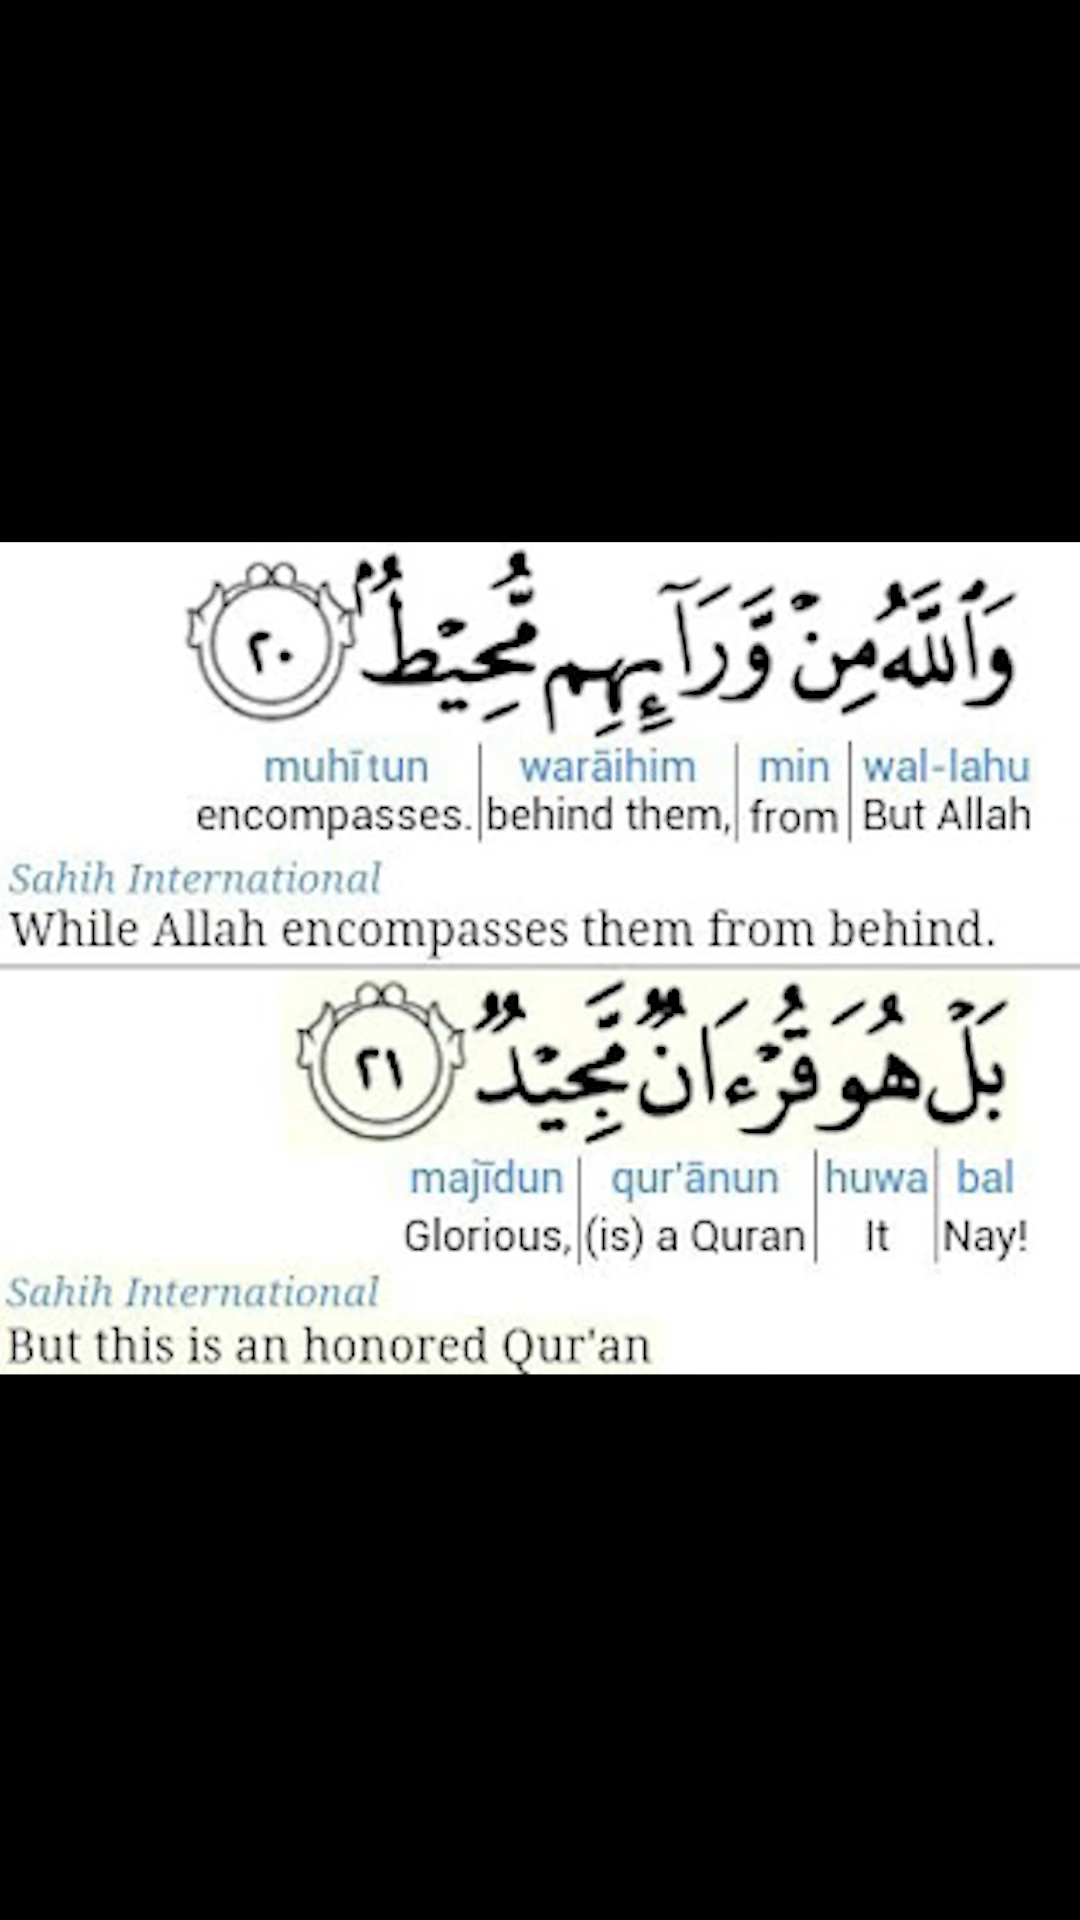 وَٱللَّهُ مِنْ وَّرَآئِهِم مُّحِيْطٌۢ ٢٠
muhītun | warāihim | min | wal-lahu
encompasses. | behind them, | from | But Allah
Sahih International
While Allah encompasses them from behind.
بَلْ هُوَ قُرْءَانٌ مَّجِيْدٌ ٢١
majīdun | qur'ānun | huwa | bal
Glorious, | (is) a Quran | It | Nay!
Sahih International
But this is an honored Qur'an